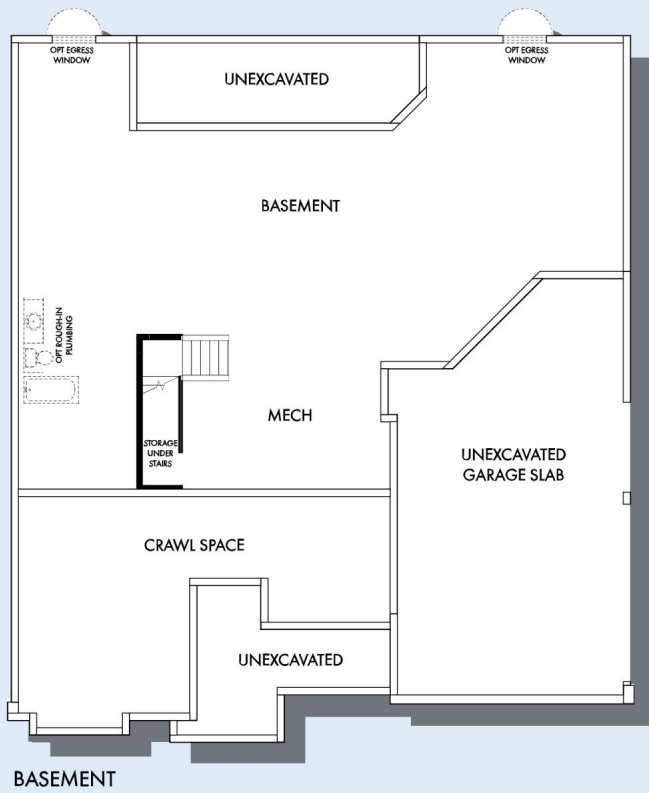 OPT EGRESS
WINDOW
UNEXCAVATED
OPT EGRESS
WINDOW
BASEMENT
OPT ROUGH-IN
PLUMBING
MECH
STORAGE
UNDER
STAIRS
UNEXCAVATED
GARAGE SLAB
CRAWL SPACE
UNEXCAVATED
BASEMENT